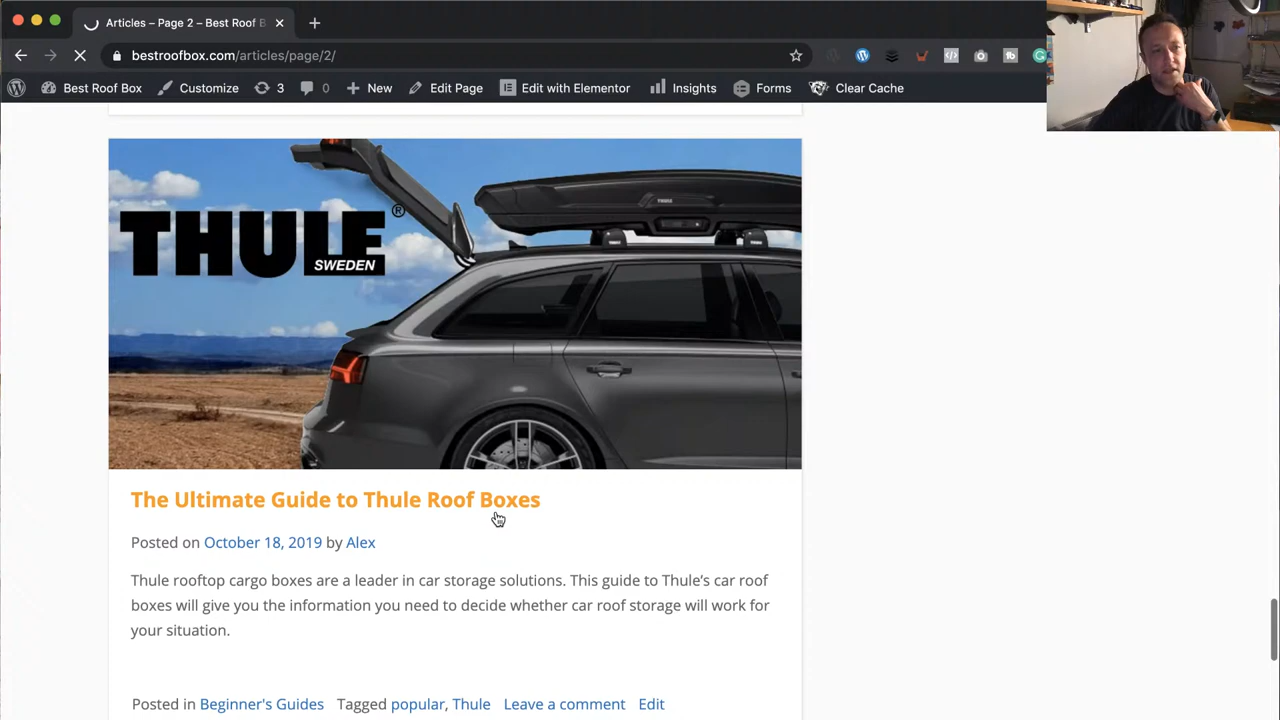 Articles – Page 2 – Best Roof B
bestroofbox.com/articles/page/2/
Best Roof Box Customize 3 0 New Edit Page Edit with Elementor Insights Forms Clear Cache
THULE®
SWEDEN
The Ultimate Guide to Thule Roof Boxes
Posted on October 18, 2019 by Alex
Thule rooftop cargo boxes are a leader in car storage solutions. This guide to Thule's car roof
boxes will give you the information you need to decide whether car roof storage will work for
your situation.
Posted in Beginner's Guides Tagged popular, Thule Leave a comment Edit